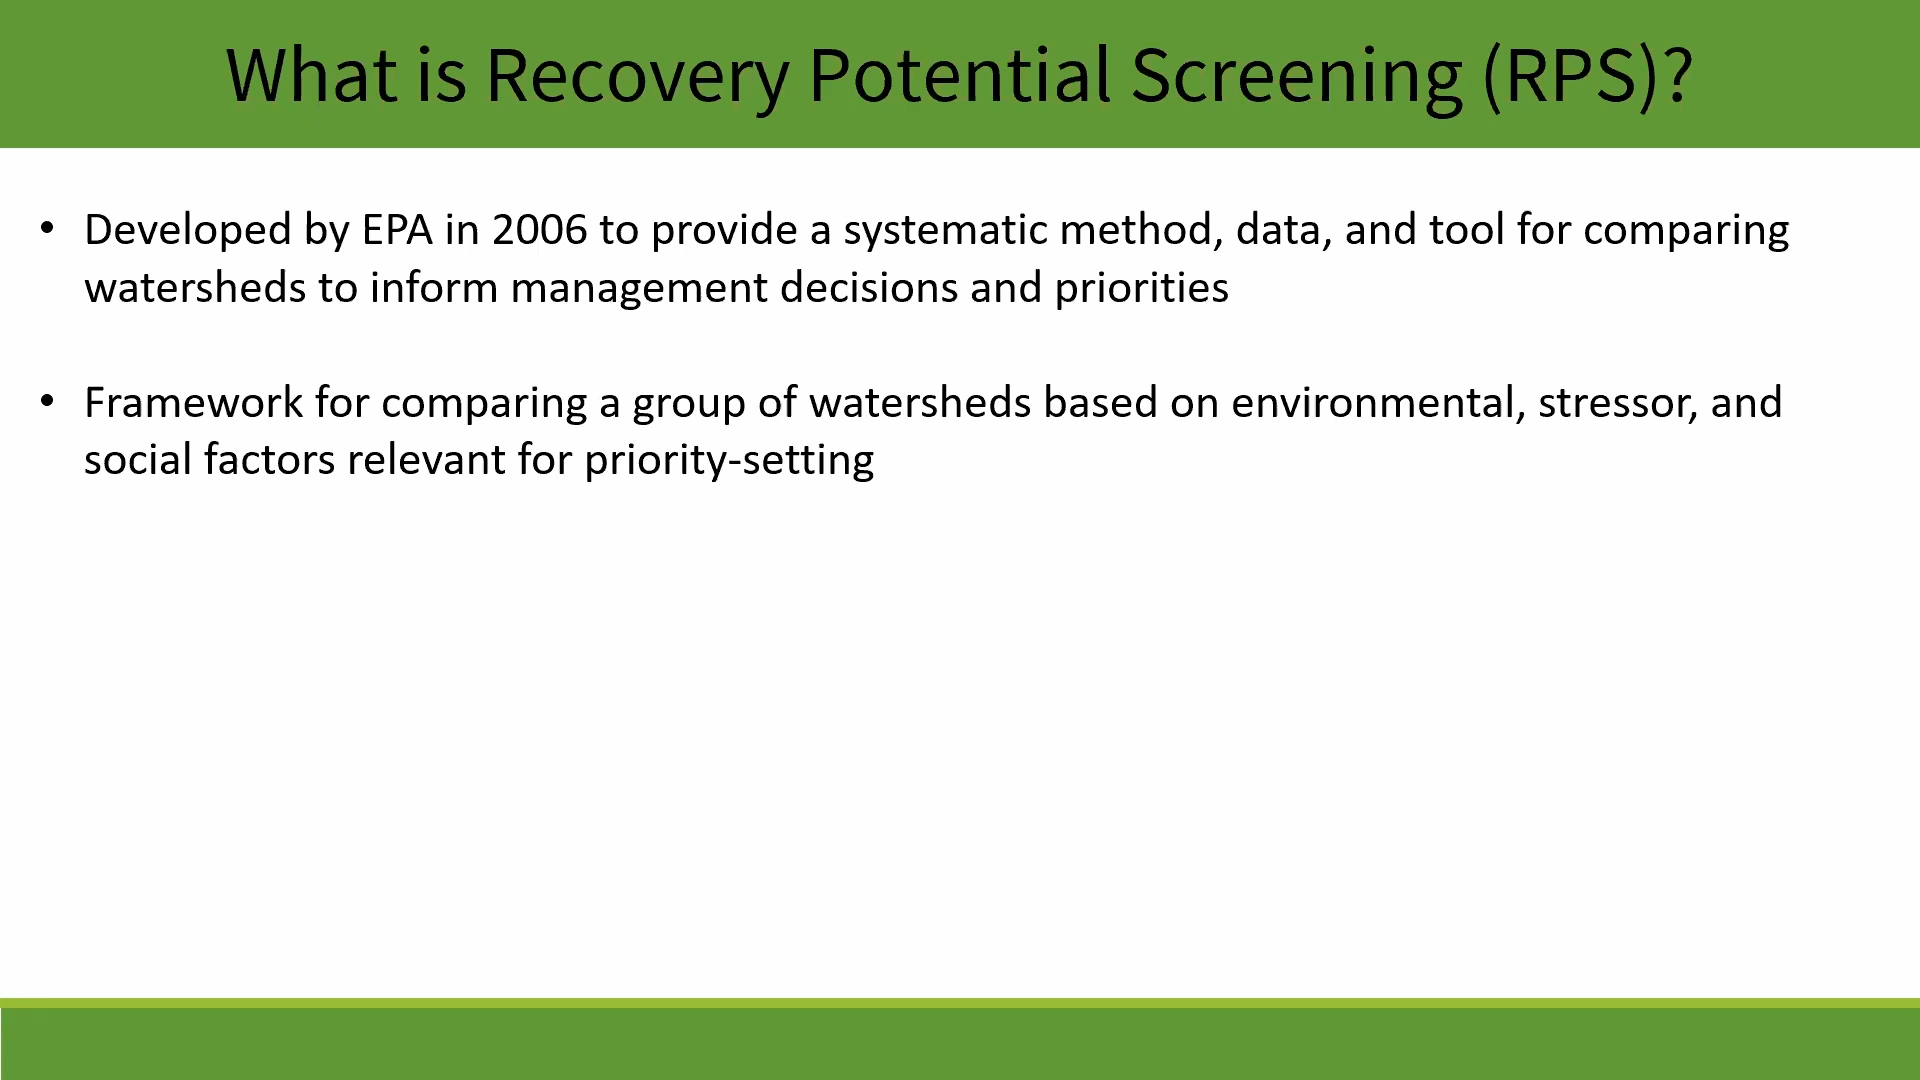 What is Recovery Potential Screening (RPS)?
• Developed by EPA in 2006 to provide a systematic method, data, and tool for comparing
watersheds to inform management decisions and priorities
• Framework for comparing a group of watersheds based on environmental, stressor, and
social factors relevant for priority-setting